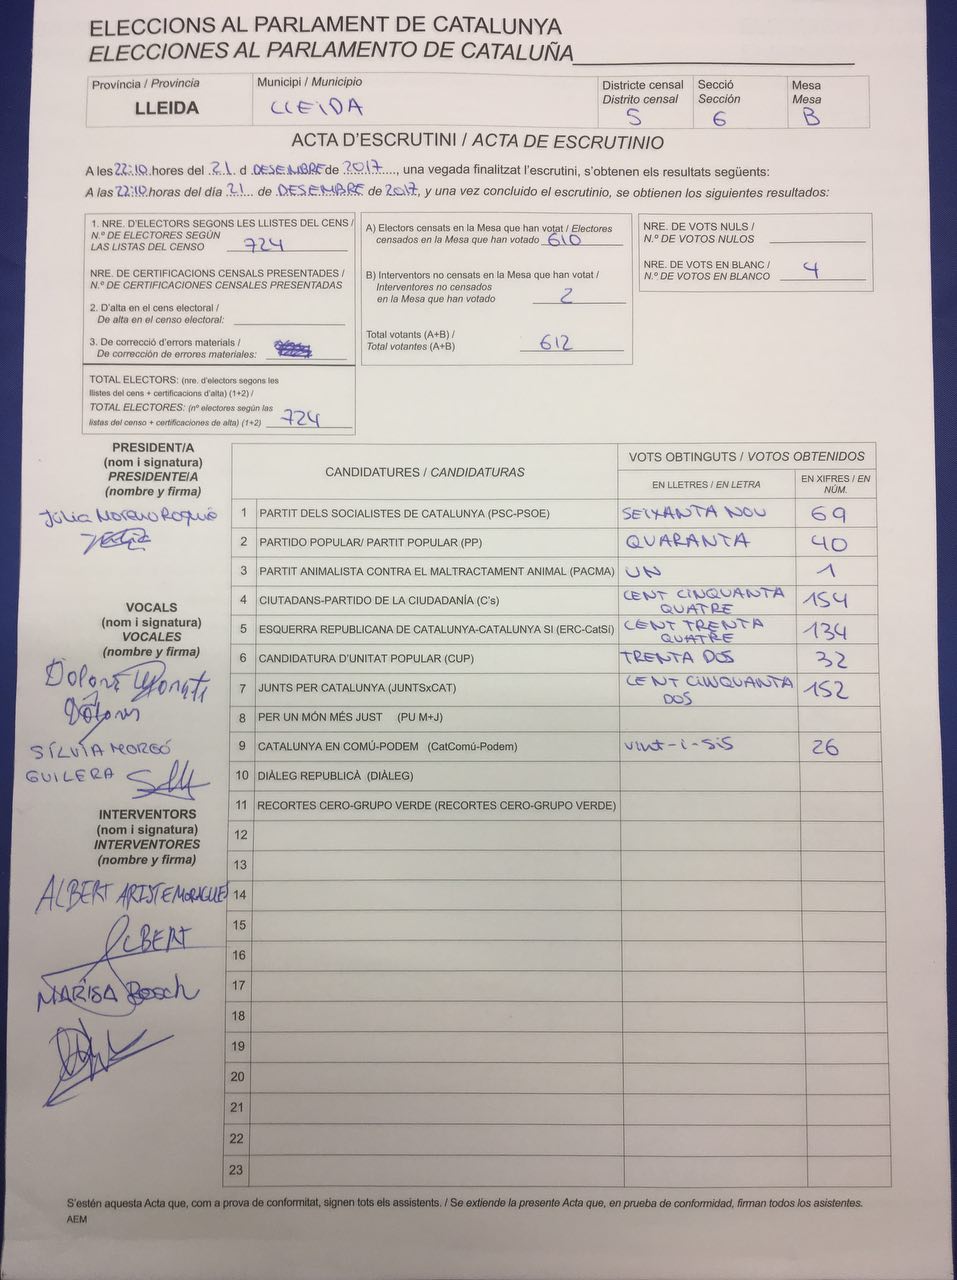 ELECCIONS AL PARLAMENT DE CATALUNYA
ELECCIONES AL PARLAMENTO DE CATALUÑA
Província / Provincia
LLEIDA
Municipi / Municipio
LLEIDA
Districte censal
Distrito censal
5
Secció
Sección
6
Mesa
Mesa
B
ACTA D'ESCRUTINI / ACTA DE ESCRUTINIO
A les 22:10 hores del 21 d DESEMBRE de 2017, una vegada finalitzat l'escrutini, s'obtenen els resultats següents:
A las 22:10 horas del día 21 de DESEMBRE de 2017, y una vez concluido el escrutinio, se obtienen los siguientes resultados:
1. NRE. D'ELECTORS SEGONS LES LLISTES DEL CENS /
N.º DE ELECTORES SEGÚN
LAS LISTAS DEL CENSO 724
NRE. DE CERTIFICACIONS CENSALS PRESENTADES /
N.º DE CERTIFICACIONES CENSALES PRESENTADAS
2. D'alta en el cens electoral /
De alta en el censo electoral:
3. De correcció d'errors materials /
De corrección de errores materiales:
TOTAL ELECTORS: (nre. d'electors segons les
llistes del cens + certificacions d'alta) (1+2) /
TOTAL ELECTORES: (nº electores según las
listas del censo + certificaciones de alta) (1+2) 724
A) Electors censats en la Mesa que han votat / Electores
censados en la Mesa que han votado 610
B) Interventors no censats en la Mesa que han votat /
Interventores no censados
en la Mesa que han votado 2
Total votants (A+B) /
Total votantes (A+B) 612
NRE. DE VOTS NULS /
N.º DE VOTOS NULOS
NRE. DE VOTS EN BLANC /
N.º DE VOTOS EN BLANCO 4
PRESIDENT/A
(nom i signatura)
PRESIDENTE/A
(nombre y firma)
Júlia Moreno
VOCALS
(nom i signatura)
VOCALES
(nombre y firma)
Dolors
Dolors
SÍLVIA MORGÓ
GUILERA
INTERVENTORS
(nom i signatura)
INTERVENTORES
(nombre y firma)
ALBERT
ALBERT
MARISA Bosch
CANDIDATURES / CANDIDATURAS
VOTS OBTINGUTS / VOTOS OBTENIDOS
EN LLETRES / EN LETRA
EN XIFRES / EN
NÚM.
1 PARTIT DELS SOCIALISTES DE CATALUNYA (PSC-PSOE) SEIXANTA NOU 69
2 PARTIDO POPULAR/ PARTIT POPULAR (PP) QUARANTA 40
3 PARTIT ANIMALISTA CONTRA EL MALTRACTAMENT ANIMAL (PACMA) UN 1
4 CIUTADANS-PARTIDO DE LA CIUDADANÍA (C's) CENT CINQUANTA
QUATRE 154
5 ESQUERRA REPUBLICANA DE CATALUNYA-CATALUNYA SÍ (ERC-CatSí) CENT TRENTA
QUATRE 134
6 CANDIDATURA D'UNITAT POPULAR (CUP) TRENTA DOS 32
7 JUNTS PER CATALUNYA (JUNTSxCAT) CENT CINQUANTA
DOS 152
8 PER UN MÓN MÉS JUST (PU M+J)
9 CATALUNYA EN COMÚ-PODEM (CatComú-Podem) vint-i-sis 26
10 DIÀLEG REPUBLICÀ (DIÀLEG)
11 RECORTES CERO-GRUPO VERDE (RECORTES CERO-GRUPO VERDE)
12
13
14
15
16
17
18
19
20
21
22
23
S'estén aquesta Acta que, com a prova de conformitat, signen tots els assistents. / Se extiende la presente Acta que, en prueba de conformidad, firman todos los asistentes.
AEM